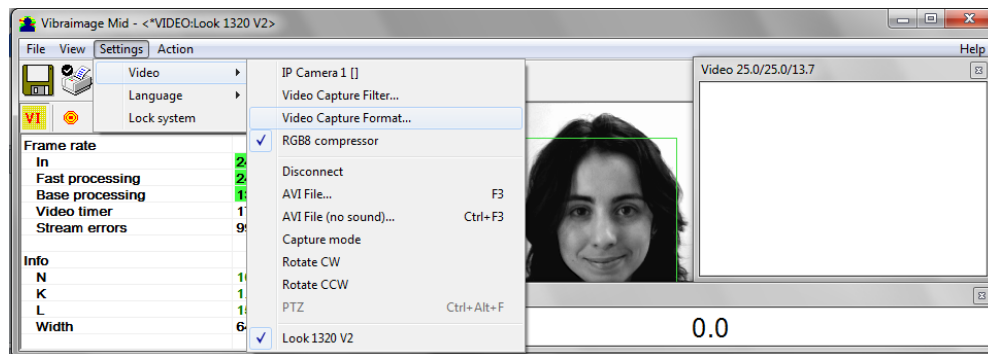 Vibraimage Mid - <*VIDEO:Look 1320 V2>
File View Settings Action Help
Video
Language
Lock system
IP Camera 1 []
Video Capture Filter...
Video Capture Format...
RGB8 compressor
Disconnect
AVI File... F3
AVI File (no sound)... Ctrl+F3
Capture mode
Rotate CW
Rotate CCW
PTZ Ctrl+Alt+F
Look 1320 V2
Video 25.0/25.0/13.7
VI
Frame rate
In
Fast processing
Base processing
Video timer
Stream errors
Info
N
K
L
Width
0.0